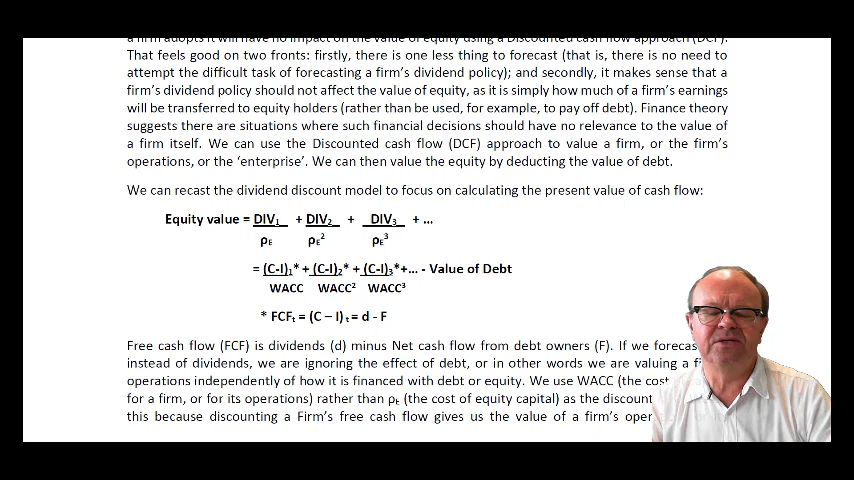 a firm adopts it will have no impact on the value of equity using a Discounted cash flow approach (DCF).
That feels good on two fronts: firstly, there is one less thing to forecast (that is, there is no need to
attempt the difficult task of forecasting a firm's dividend policy); and secondly, it makes sense that a
firm's dividend policy should not affect the value of equity, as it is simply how much of a firm's earnings
will be transferred to equity holders (rather than be used, for example, to pay off debt). Finance theory
suggests there are situations where such financial decisions should have no relevance to the value of
a firm itself. We can use the Discounted cash flow (DCF) approach to value a firm, or the firm's
operations, or the 'enterprise'. We can then value the equity by deducting the value of debt.
We can recast the dividend discount model to focus on calculating the present value of cash flow:
Equity value = DIV₁ + DIV₂ + DIV₃ + ...
ρE ρE² ρE³
= (C-I)₁* + (C-I)₂* + (C-I)₃*+... - Value of Debt
WACC WACC² WACC³
* FCFt = (C – I) t = d - F
Free cash flow (FCF) is dividends (d) minus Net cash flow from debt owners (F). If we
instead of dividends, we are ignoring the effect of debt, or in other words we are valuing a
operations independently of how it is financed with debt or equity. We use WACC (the cost
for a firm, or for its operations) rather than ρE (the cost of equity capital) as the discount
this because discounting a Firm's free cash flow gives us the value of a firm's